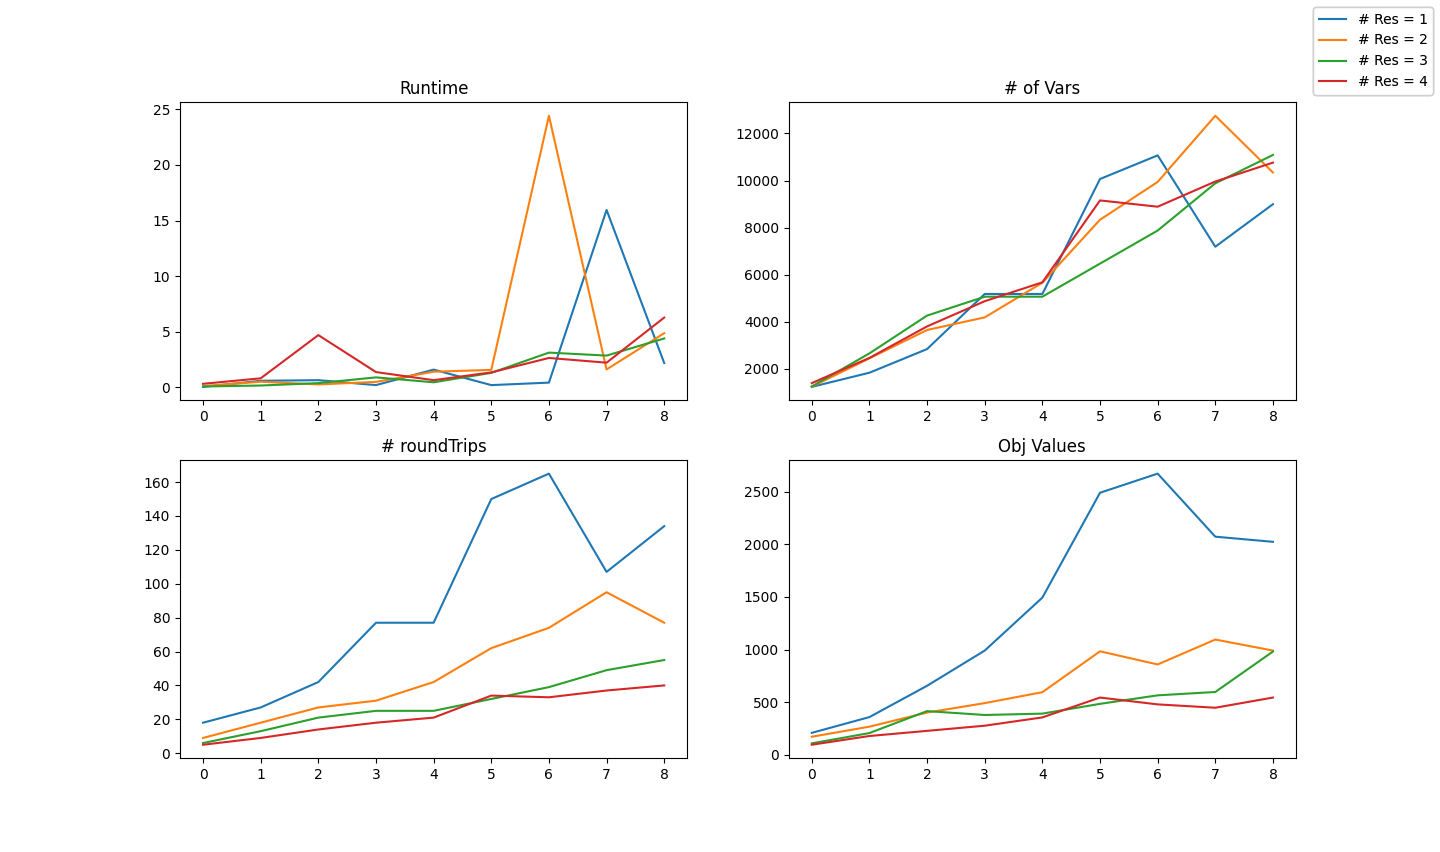 # Res = 1
# Res = 2
# Res = 3
# Res = 4
Runtime
25
20
15
10
5
0
0 1 2 3 4 5 6 7 8
# of Vars
12000
10000
8000
6000
4000
2000
0 1 2 3 4 5 6 7 8
# roundTrips
160
140
120
100
80
60
40
20
0
0 1 2 3 4 5 6 7 8
Obj Values
2500
2000
1500
1000
500
0
0 1 2 3 4 5 6 7 8